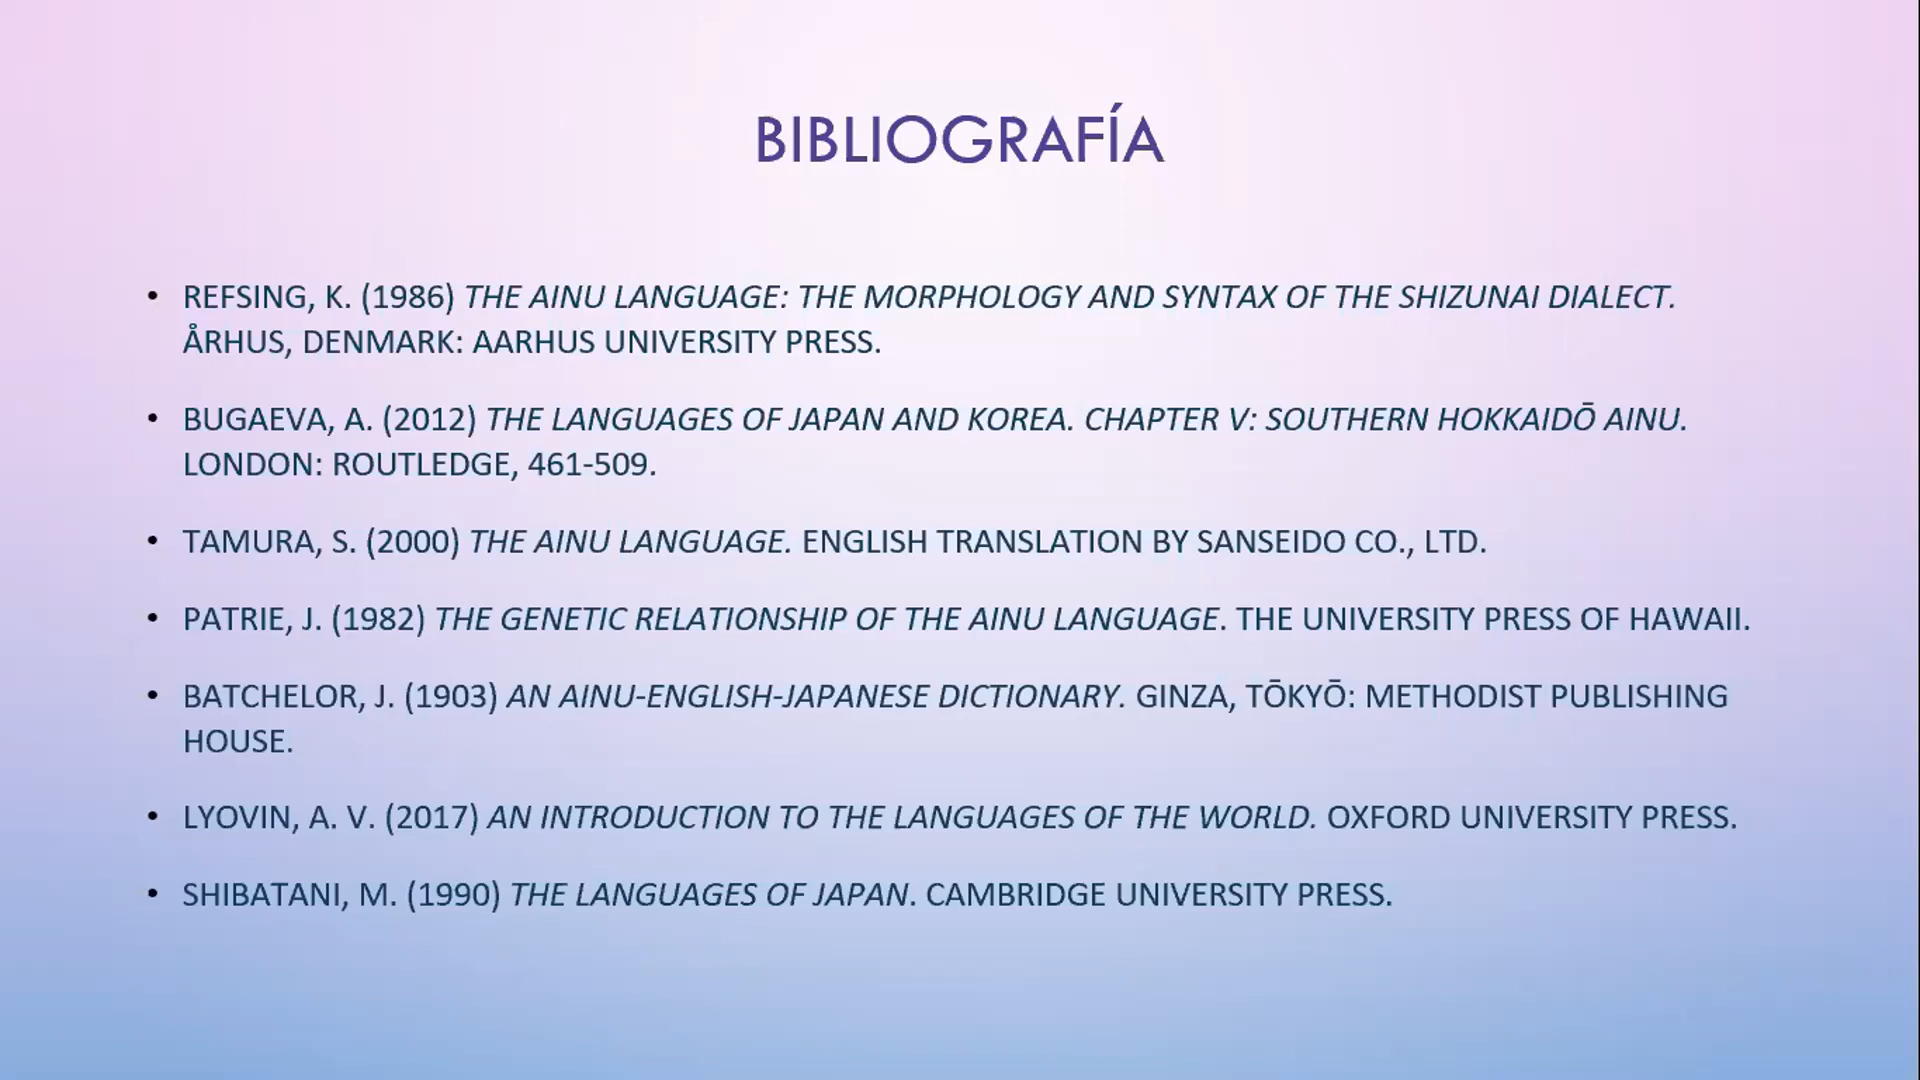 BIBLIOGRAFÍA
• REFSING, K. (1986) THE AINU LANGUAGE: THE MORPHOLOGY AND SYNTAX OF THE SHIZUNAI DIALECT.
ÅRHUS, DENMARK: AARHUS UNIVERSITY PRESS.
• BUGAEVA, A. (2012) THE LANGUAGES OF JAPAN AND KOREA. CHAPTER V: SOUTHERN HOKKAIDŌ AINU.
LONDON: ROUTLEDGE, 461-509.
• TAMURA, S. (2000) THE AINU LANGUAGE. ENGLISH TRANSLATION BY SANSEIDO CO., LTD.
• PATRIE, J. (1982) THE GENETIC RELATIONSHIP OF THE AINU LANGUAGE. THE UNIVERSITY PRESS OF HAWAII.
• BATCHELOR, J. (1903) AN AINU-ENGLISH-JAPANESE DICTIONARY. GINZA, TŌKYŌ: METHODIST PUBLISHING
HOUSE.
• LYOVIN, A. V. (2017) AN INTRODUCTION TO THE LANGUAGES OF THE WORLD. OXFORD UNIVERSITY PRESS.
• SHIBATANI, M. (1990) THE LANGUAGES OF JAPAN. CAMBRIDGE UNIVERSITY PRESS.